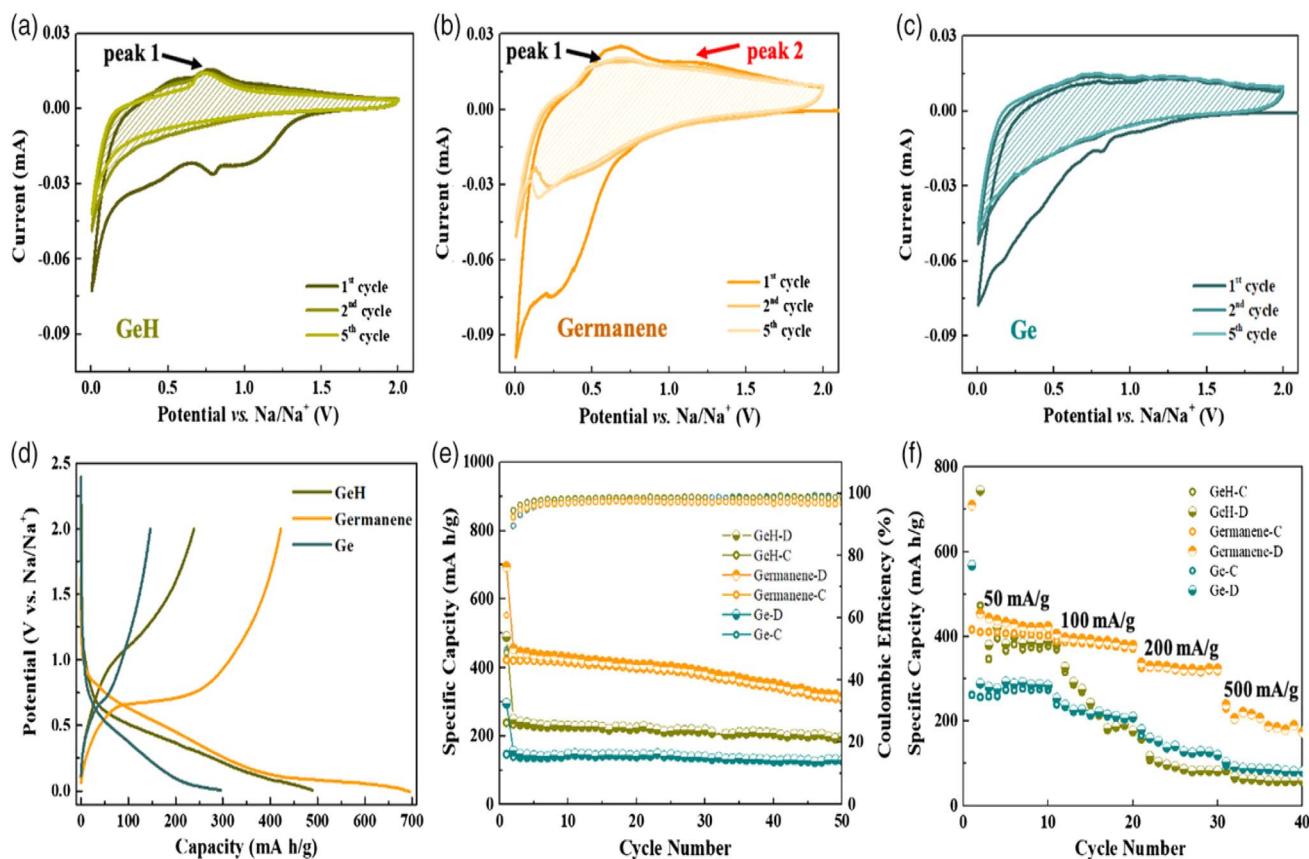 (a)
0.03
0.00
-0.03
-0.06
-0.09
Current (mA)
peak 1
1st cycle
2nd cycle
5th cycle
GeH
0.0 0.5 1.0 1.5 2.0
Potential vs. Na/Na+ (V)
(b)
0.03
0.00
-0.03
-0.06
-0.09
Current (mA)
peak 1
peak 2
1st cycle
2nd cycle
5th cycle
Germanene
0.0 0.5 1.0 1.5 2.0
Potential vs. Na/Na+ (V)
(c)
0.03
0.00
-0.03
-0.06
-0.09
Current (mA)
1st cycle
2nd cycle
5th cycle
Ge
0.0 0.5 1.0 1.5 2.0
Potential vs. Na/Na+ (V)
(d)
2.5
2.0
1.5
1.0
0.5
0.0
Potential (V vs. Na/Na+)
GeH
Germanene
Ge
0 100 200 300 400 500 600 700
Capacity (mA h/g)
(e)
1000
900
800
700
600
500
400
300
200
100
0
Specific Capcity (mA h/g)
GeH-D
GeH-C
Germanene-D
Germanene-C
Ge-D
Ge-C
100
80
60
40
20
0
Coulombic Efficiency (%)
0 10 20 30 40 50
Cycle Number
(f)
800
600
400
200
0
Specific Capacity (mA h/g)
GeH-C
GeH-D
Germanene-C
Germanene-D
Ge-C
Ge-D
50 mA/g
100 mA/g
200 mA/g
500 mA/g
0 10 20 30 40
Cycle Number